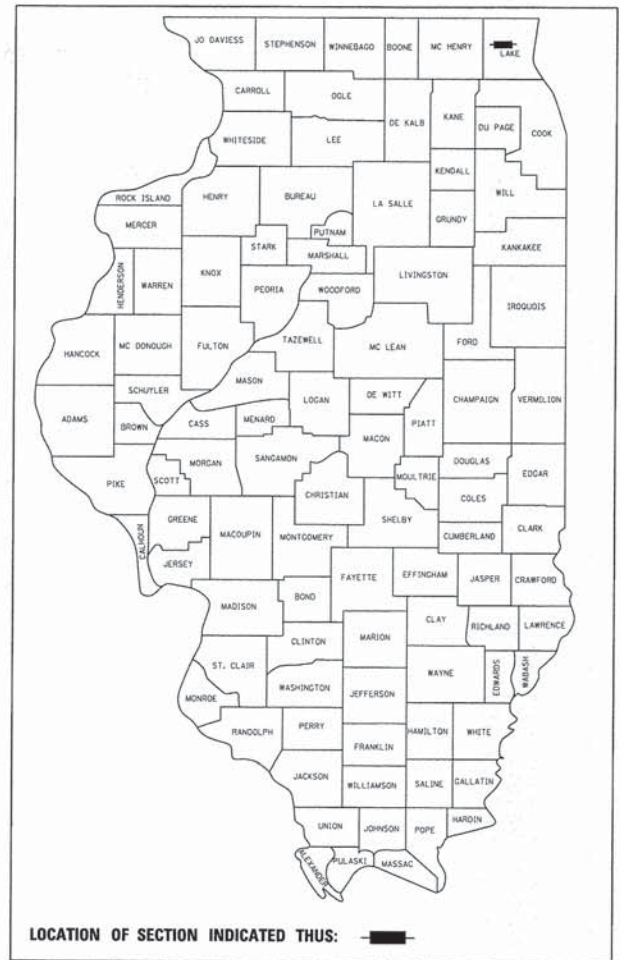 JO DAVIESS
STEPHENSON
WINNEBAGO
BOONE
MC HENRY
LAKE
CARROLL
OGLE
DE KALB
KANE
DU PAGE
COOK
WHITESIDE
LEE
KENDALL
WILL
ROCK ISLAND
HENRY
BUREAU
LA SALLE
GRUNDY
MERCER
PUTNAM
KANKAKEE
STARK
MARSHALL
HENDERSON
WARREN
KNOX
PEORIA
WOODFORD
LIVINGSTON
IROQUOIS
TAZEWELL
MC LEAN
FORD
HANCOCK
MC DONOUGH
FULTON
MASON
SCHUYLER
LOGAN
DE WITT
CHAMPAIGN
VERMILION
ADAMS
BROWN
CASS
MENARD
MACON
PIATT
MORGAN
SANGAMON
DOUGLAS
PIKE
SCOTT
CHRISTIAN
MOULTRIE
EDGAR
COLES
GREENE
MACOUPIN
MONTGOMERY
SHELBY
CUMBERLAND
CLARK
CALHOUN
JERSEY
FAYETTE
EFFINGHAM
JASPER
CRAWFORD
MADISON
BOND
CLAY
RICHLAND
LAWRENCE
CLINTON
MARION
ST. CLAIR
WAYNE
EDWARDS
WABASH
MONROE
WASHINGTON
JEFFERSON
RANDOLPH
PERRY
HAMILTON
WHITE
FRANKLIN
JACKSON
WILLIAMSON
SALINE
GALLATIN
UNION
JOHNSON
POPE
HARDIN
ALEXANDER
PULASKI
MASSAC
LOCATION OF SECTION INDICATED THUS: